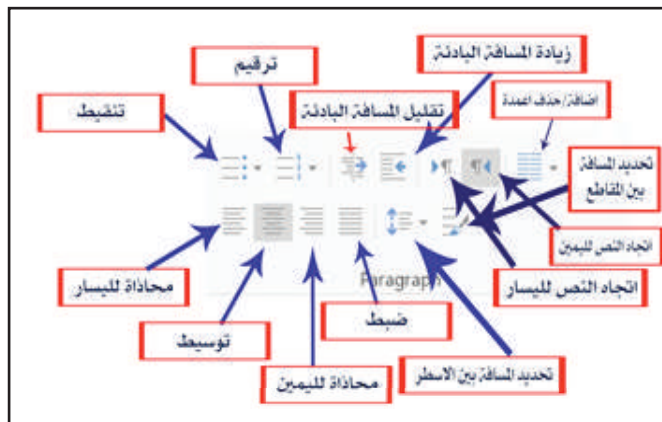 زيادة المسافة البادئة
ترقيم
اضافة/حذف اعمدة
تقليل المسافة البادئة
تنقيط
تحديد المسافة
بين المقاطع
اتجاه النص لليمين
محاذاة لليسار
Paragraph
اتجاه النص لليسار
ضبط
توسيط
محاذاة لليمين
تحديد المسافة بين الاسطر